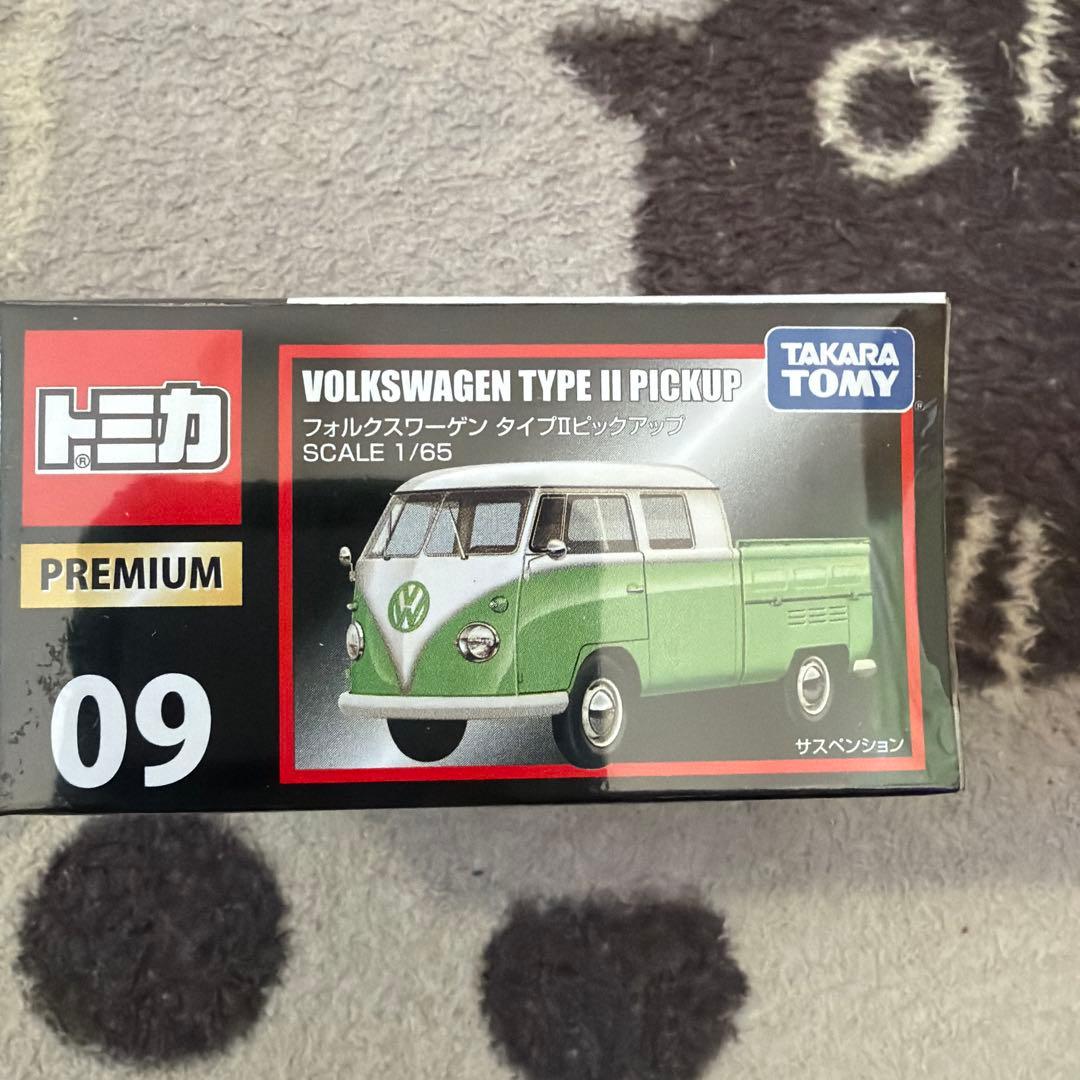 トミカ®
PREMIUM
09
VOLKSWAGEN TYPE II PICKUP
フォルクスワーゲン タイプIIピックアップ
SCALE 1/65
TAKARA
TOMY®
VW
サスペンション